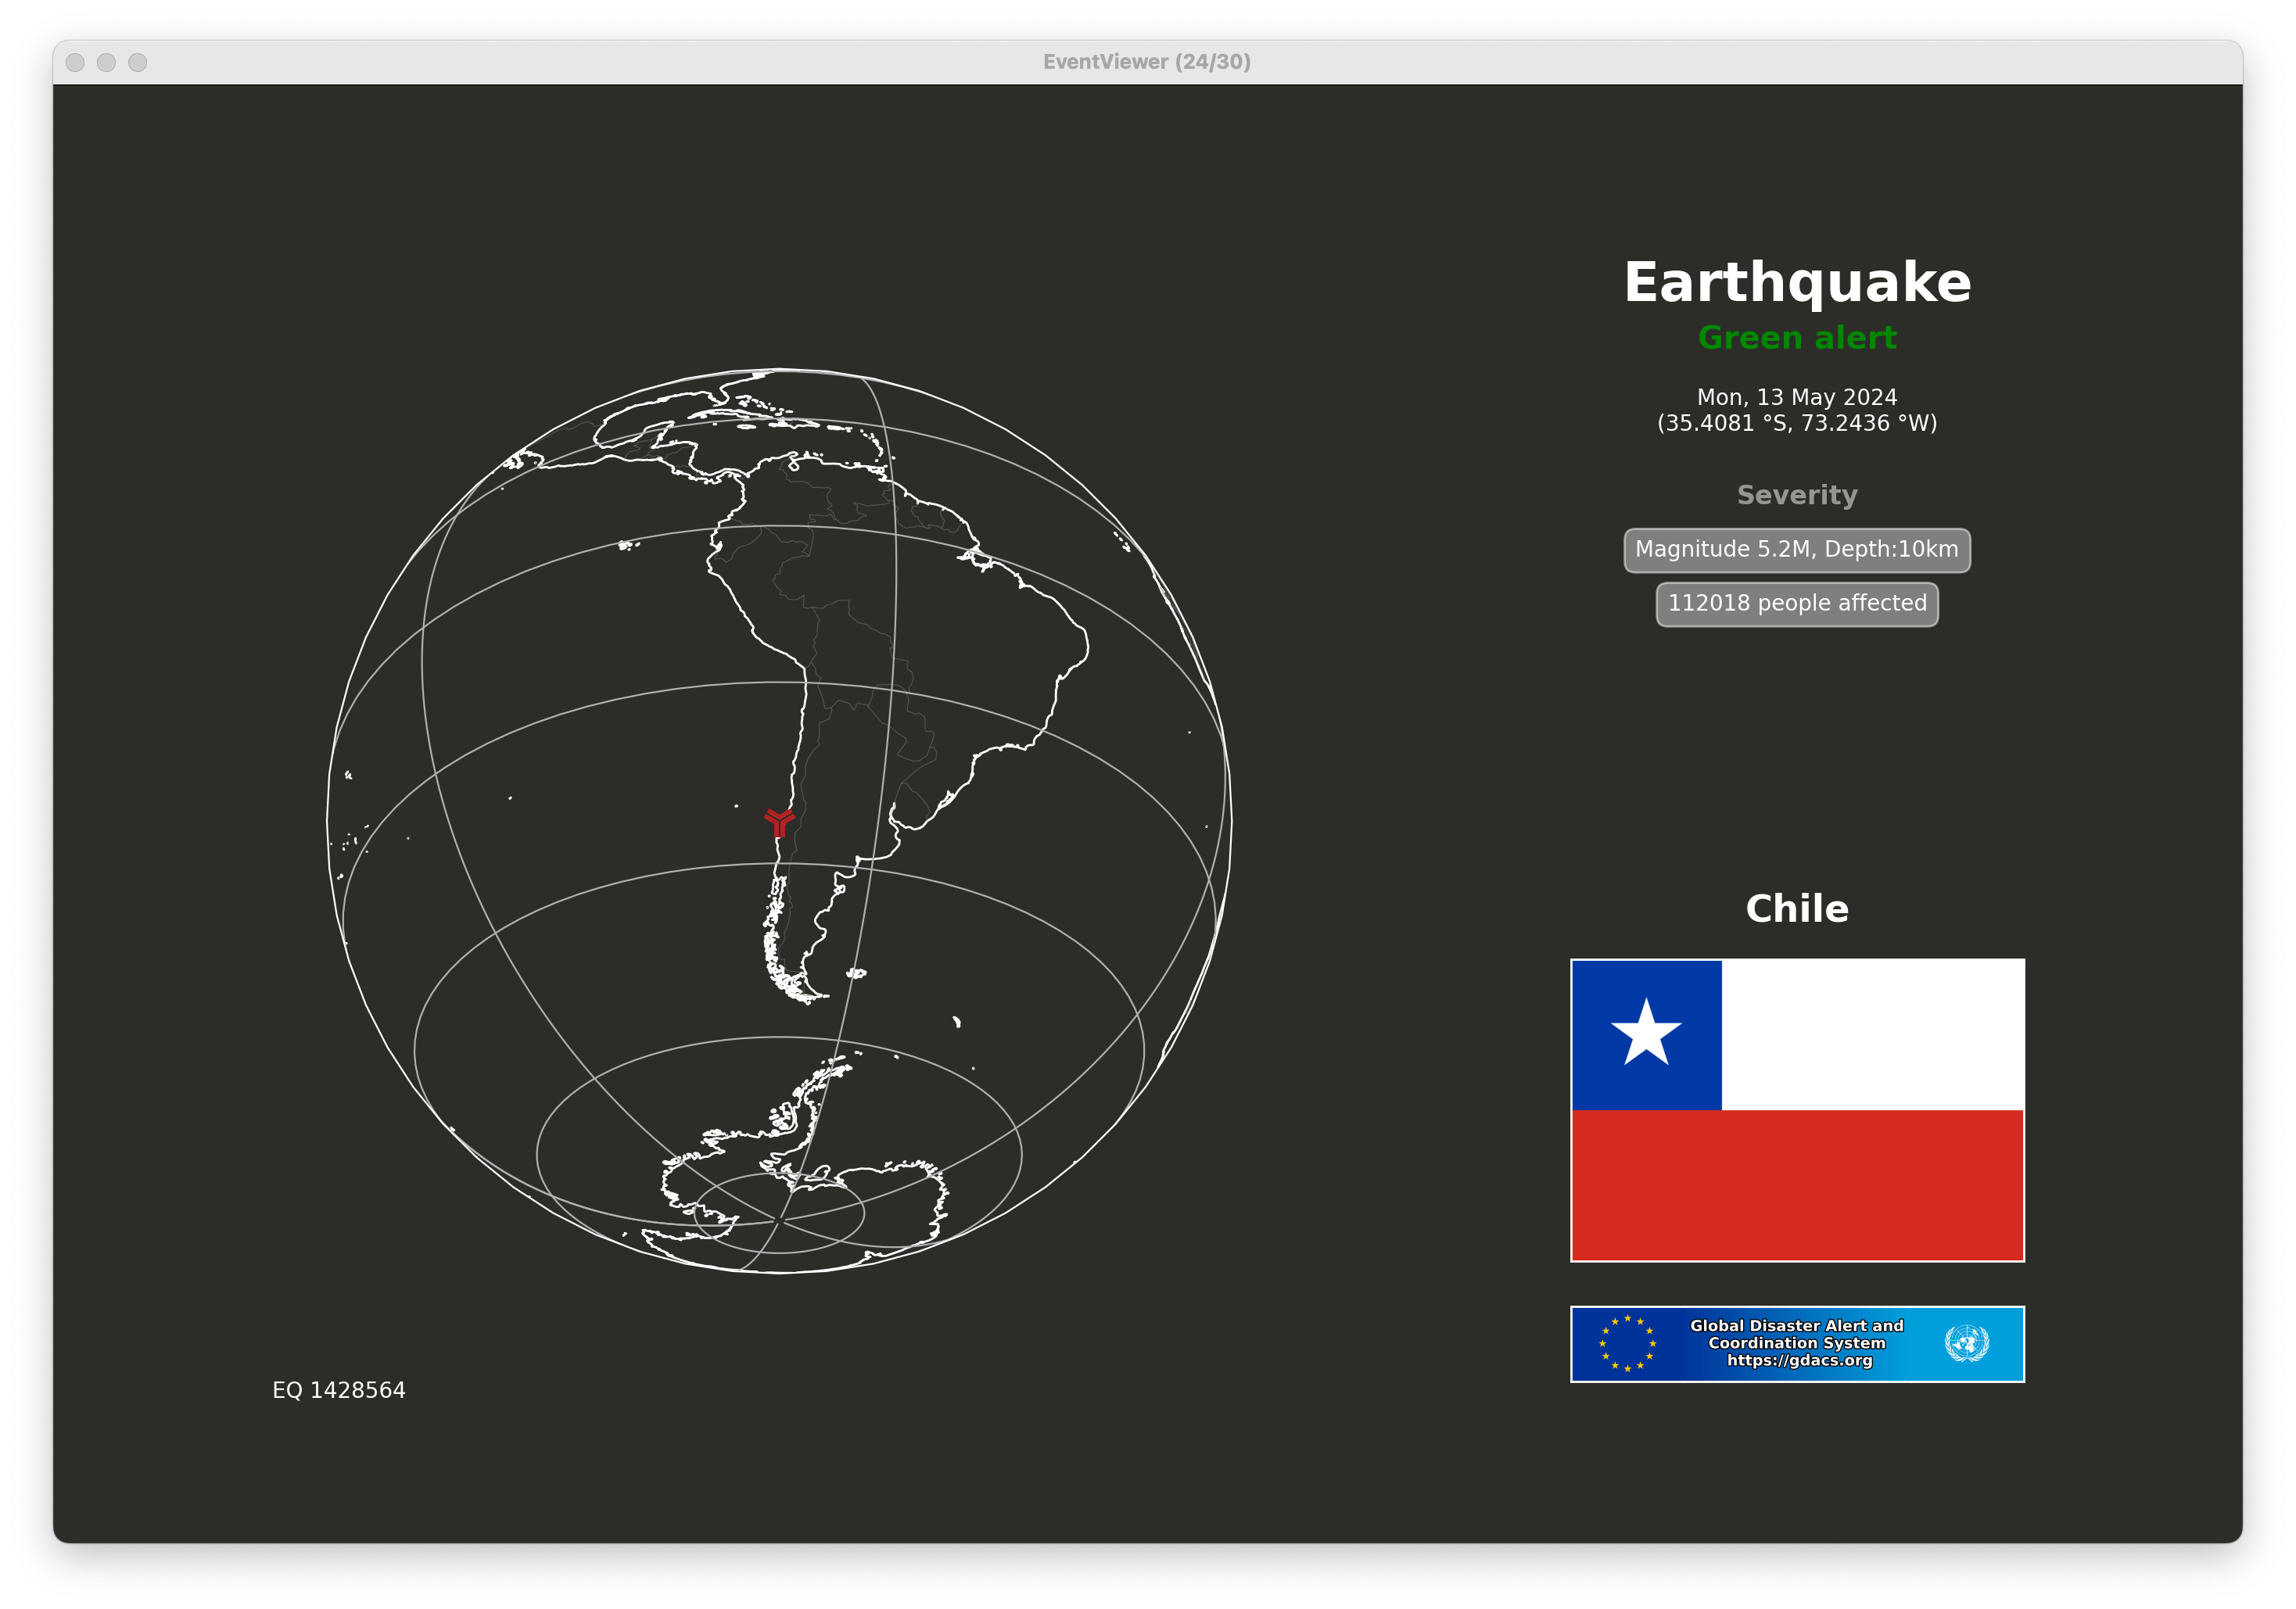 EventViewer (24/30)
Earthquake
Green alert
Mon, 13 May 2024
(35.4081 °S, 73.2436 °W)
Severity
Magnitude 5.2M, Depth:10km
112018 people affected
Chile
Global Disaster Alert and
Coordination System
https://gdacs.org
EQ 1428564